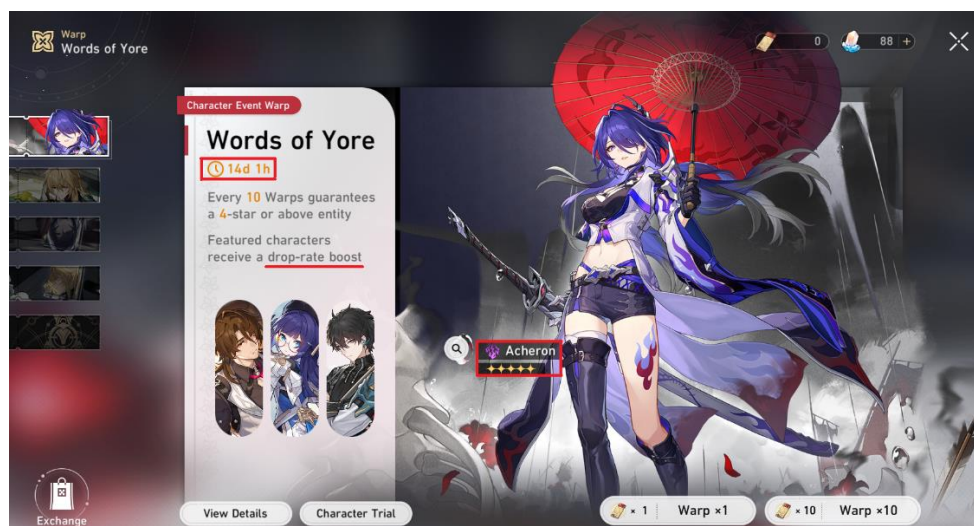 Warp
Words of Yore
0
88 +
Character Event Warp
Words of Yore
14d 1h
Every 10 Warps guarantees
a 4-star or above entity
Featured characters
receive a drop-rate boost
Acheron
Exchange
View Details
Character Trial
× 1 Warp ×1
× 10 Warp ×10